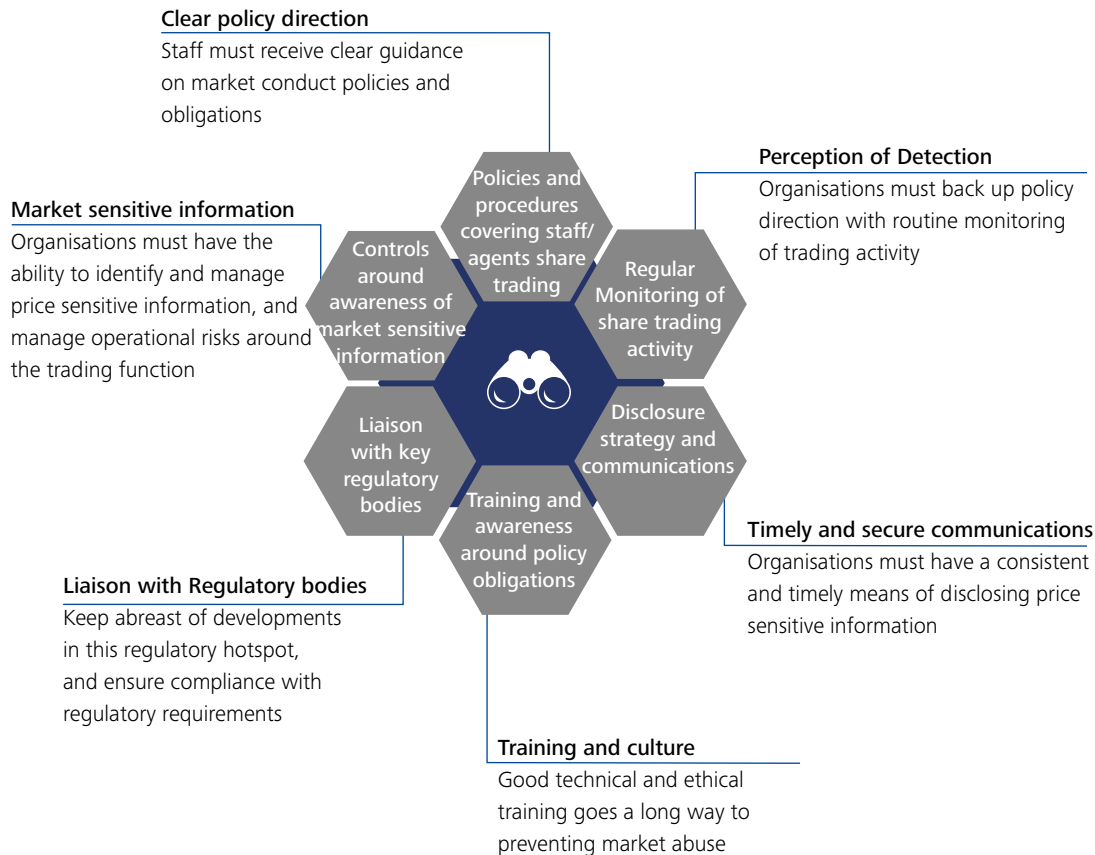 Clear policy direction
Staff must receive clear guidance
on market conduct policies and
obligations
Perception of Detection
Organisations must back up policy
direction with routine monitoring
of trading activity
Market sensitive information
Organisations must have the
ability to identify and manage
price sensitive information, and
manage operational risks around
the trading function
Policies and
procedures
covering staff/
agents share
trading
Controls
around
awareness of
market sensitive
information
Regular
Monitoring of
share trading
activity
Liaison
with key
regulatory
bodies
Disclosure
strategy and
communications
Training and
awareness
around policy
obligations
Timely and secure communications
Organisations must have a consistent
and timely means of disclosing price
sensitive information
Liaison with Regulatory bodies
Keep abreast of developments
in this regulatory hotspot,
and ensure compliance with
regulatory requirements
Training and culture
Good technical and ethical
training goes a long way to
preventing market abuse